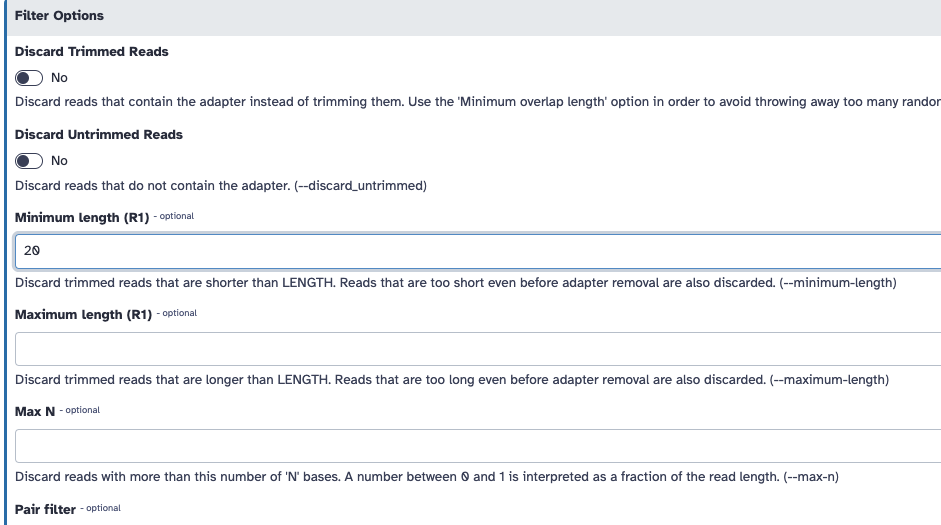 Filter Options
Discard Trimmed Reads
No
Discard reads that contain the adapter instead of trimming them. Use the 'Minimum overlap length' option in order to avoid throwing away too many
Discard Untrimmed Reads
No
Discard reads that do not contain the adapter. (--discard_untrimmed)
Minimum length (R1) - optional
20
Discard trimmed reads that are shorter than LENGTH. Reads that are too short even before adapter removal are also discarded. (--minimum-length)
Maximum length (R1) - optional
Discard trimmed reads that are longer than LENGTH. Reads that are too long even before adapter removal are also discarded. (--maximum-length)
Max N - optional
Discard reads with more than this number of 'N' bases. A number between 0 and 1 is interpreted as a fraction of the read length. (--max-n)
Pair filter - optional